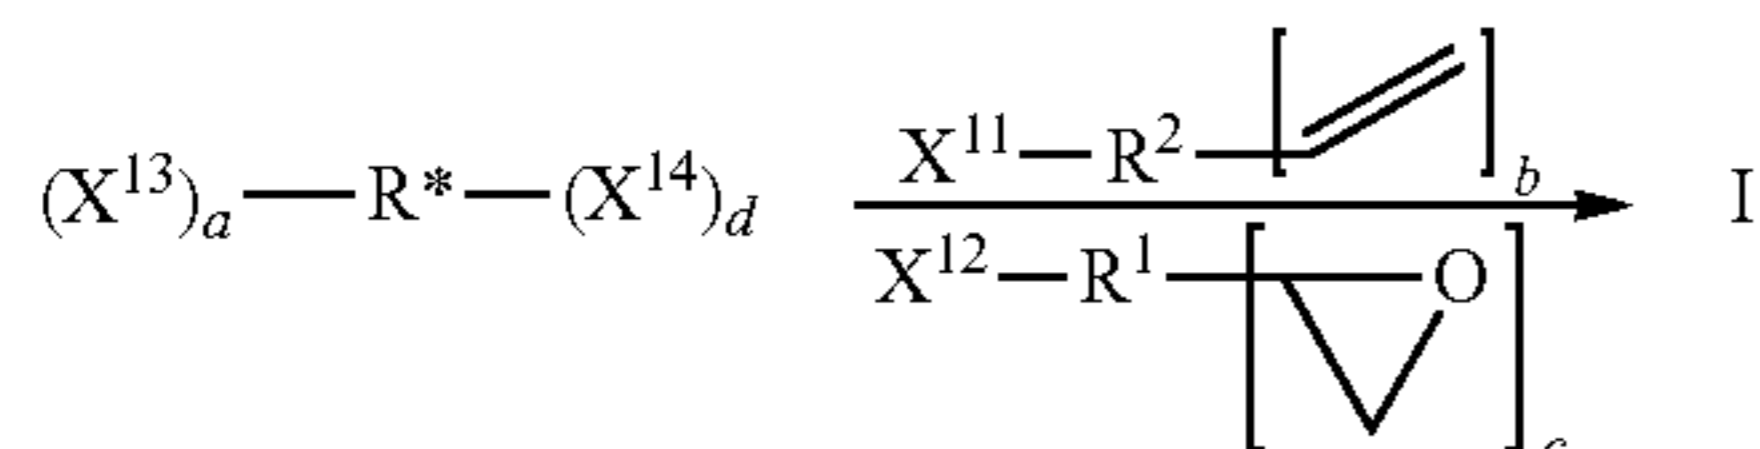 X¹¹—R²—[ ]b
(X¹³)a—R*—(X¹⁴)d I
X¹²—R¹—[ O ]c